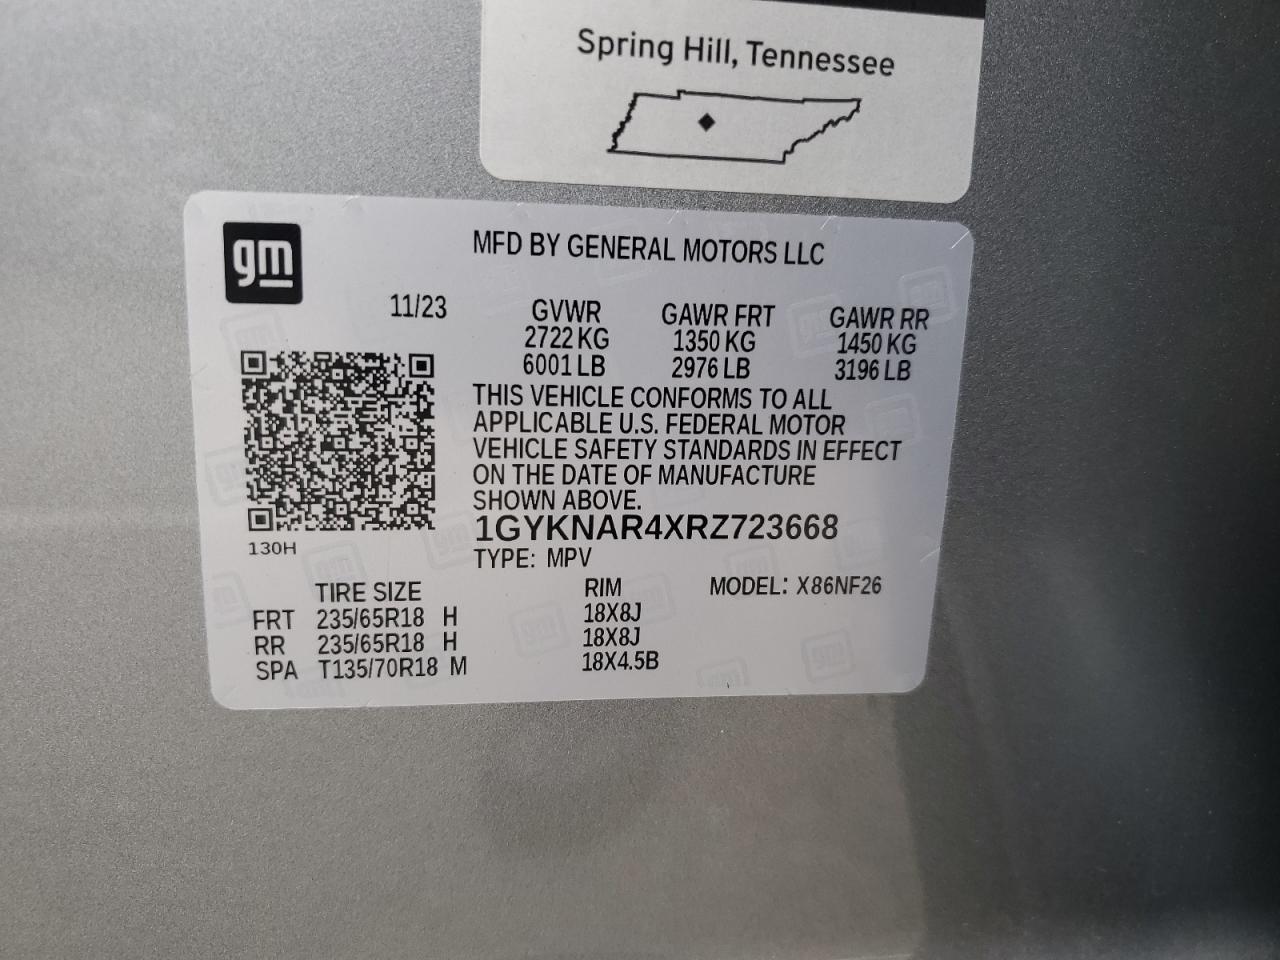 Spring Hill, Tennessee
gm
MFD BY GENERAL MOTORS LLC
11/23
GVWR GAWR FRT GAWR RR
2722 KG 1350 KG 1450 KG
6001 LB 2976 LB 3196 LB
THIS VEHICLE CONFORMS TO ALL
APPLICABLE U.S. FEDERAL MOTOR
VEHICLE SAFETY STANDARDS IN EFFECT
ON THE DATE OF MANUFACTURE
SHOWN ABOVE.
1GYKNAR4XRZ723668
130H
TYPE: MPV
TIRE SIZE RIM MODEL: X86NF26
FRT 235/65R18 H 18X8J
RR 235/65R18 H 18X8J
SPA T135/70R18 M 18X4.5B